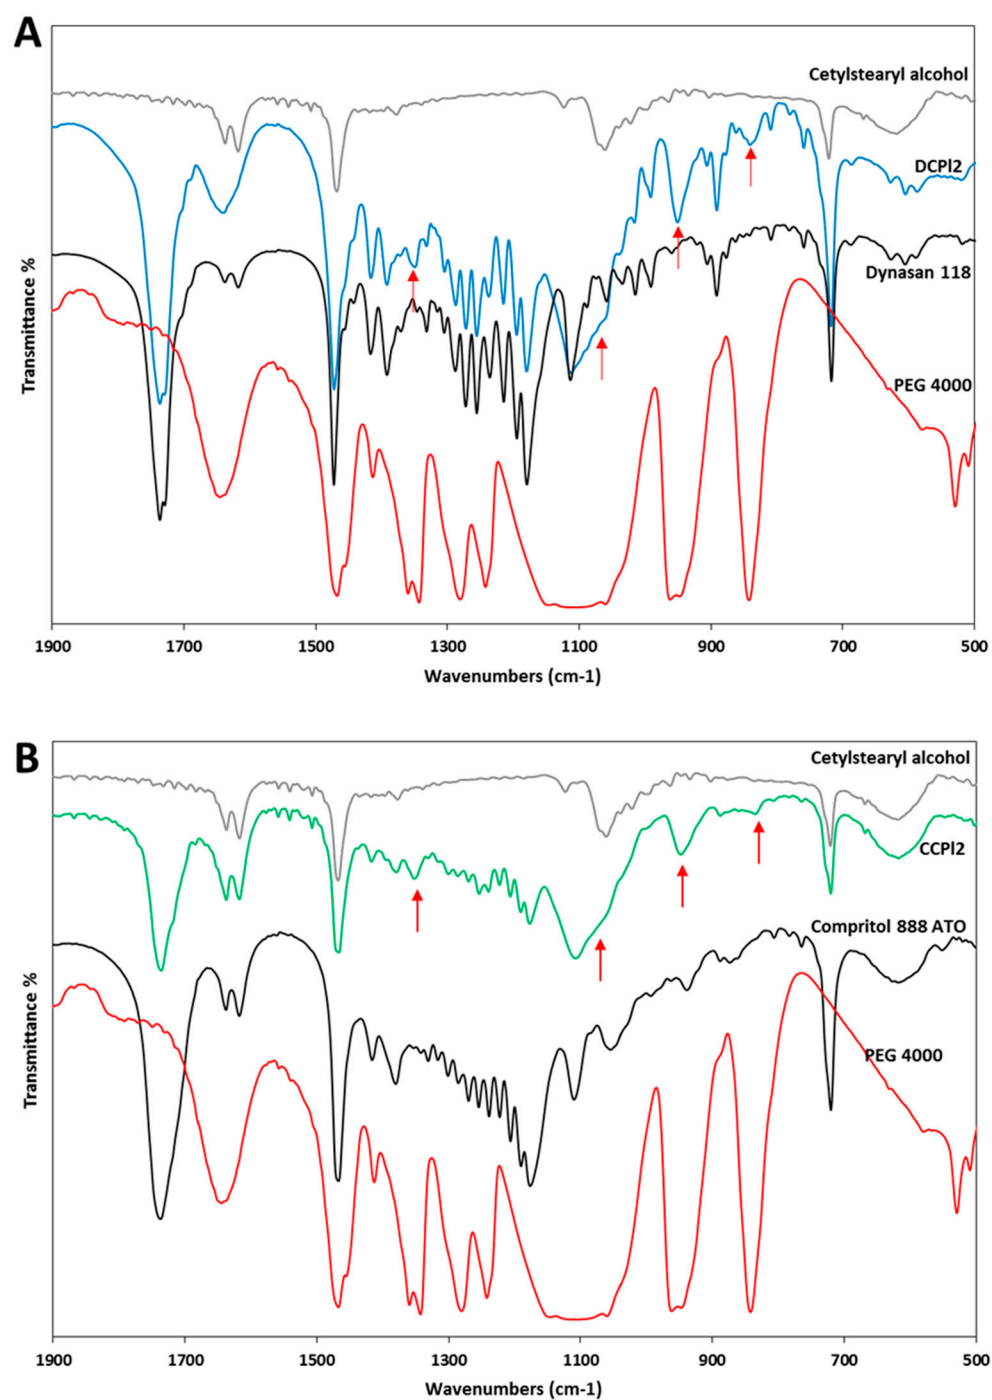 A
Cetylstearyl alcohol
DCPl2
Dynasan 118
PEG 4000
Transmittance %
1900 1700 1500 1300 1100 900 700 500
Wavenumbers (cm-1)
B
Cetylstearyl alcohol
CCPl2
Compritol 888 ATO
PEG 4000
Transmittance %
1900 1700 1500 1300 1100 900 700 500
Wavenumbers (cm-1)